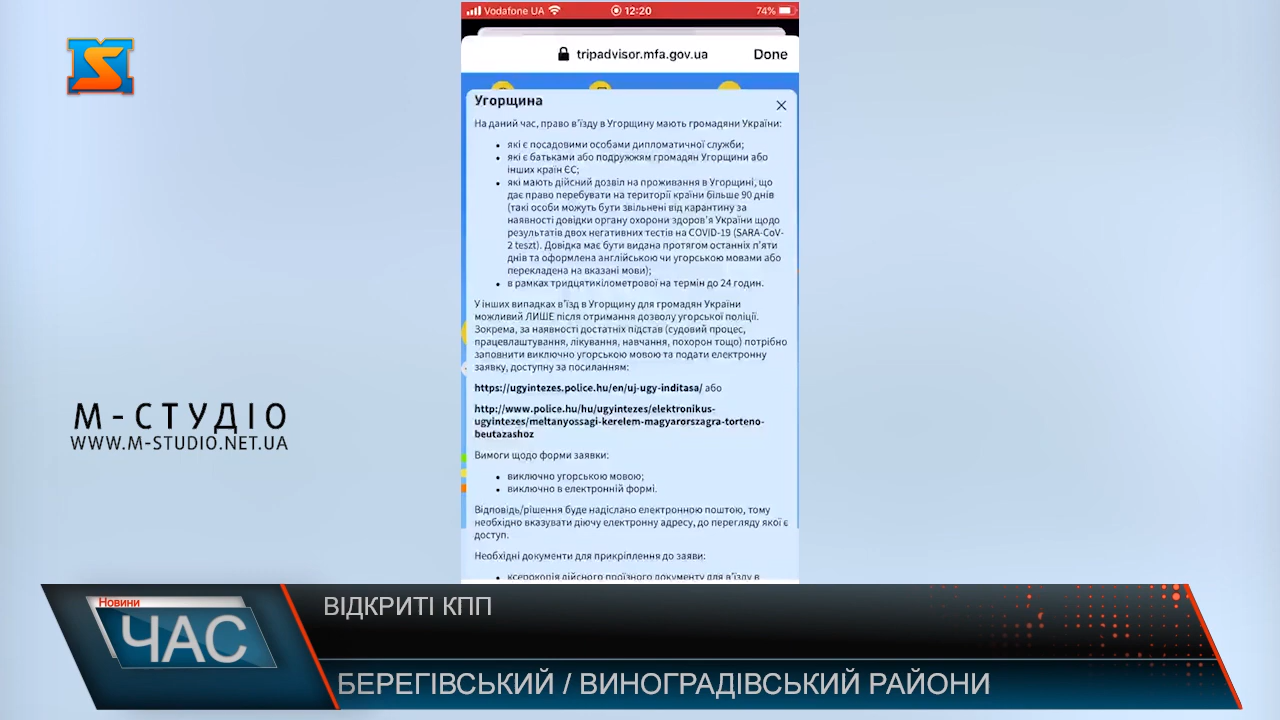 Vodafone UA
12:20
74%
tripadvisor.mfa.gov.ua
Done
Угорщина
На даний час, право в'їзду в Угорщину мають громадяни України:
• які є посадовими особами дипломатичної служби;
• які є батьками або подружжям громадян Угорщини або
інших країн ЄС;
• які мають дійсний дозвіл на проживання в Угорщині, що
дає право перебувати на території країни більше 90 днів
(такі особи можуть бути звільнені від карантину за
наявності довідки органу охорони здоров'я України щодо
результатів двох негативних тестів на COVID-19 (SARA-CoV-
2 teszt). Довідка має бути видана протягом останніх п'яти
днів та оформлена англійською чи угорською мовами або
перекладена на вказані мови);
• в рамках тридцятикілометрової на термін до 24 годин.
У інших випадках в'їзд в Угорщину для громадян України
можливий ЛИШЕ після отримання дозволу угорської поліції.
Зокрема, за наявності достатніх підстав (судовий процес,
працевлаштування, лікування, навчання, похорон тощо) потрібно
заповнити виключно угорською мовою та подати електронну
заявку, доступну за посиланням:
https://ugyintezes.police.hu/en/uj-ugy-inditasa/ або
http://www.police.hu/hu/ugyintezes/elektronikus-
ugyintezes/meltanyossagi-kerelem-magyarorszagra-torteno-
beutazashoz
Вимоги щодо форми заявки:
• виключно угорською мовою;
• виключно в електронній формі.
Відповідь/рішення буде надіслано електронною поштою, тому
необхідно вказувати діючу електронну адресу, до перегляду якої є
доступ.
Необхідні документи для прикріплення до заяви:
• ксерокопія дійсного проїзного документу для в'їзду в
М-СТУДІО
WWW.M-STUDIO.NET.UA
Новини
ЧАС
ВІДКРИТІ КПП
БЕРЕГІВСЬКИЙ / ВИНОГРАДІВСЬКИЙ РАЙОНИ